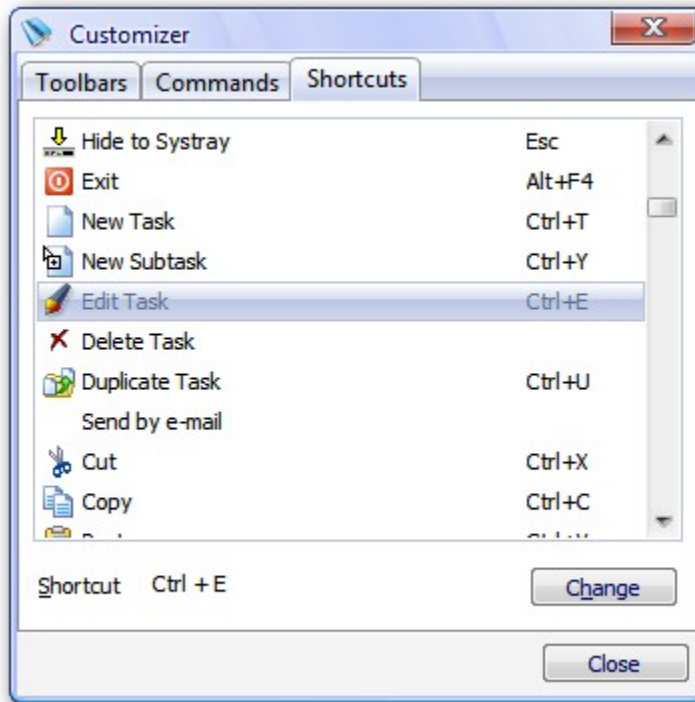 Customizer
Toolbars Commands Shortcuts
Hide to Systray Esc
Exit Alt+F4
New Task Ctrl+T
New Subtask Ctrl+Y
Edit Task Ctrl+E
Delete Task
Duplicate Task Ctrl+U
Send by e-mail
Cut Ctrl+X
Copy Ctrl+C
Shortcut Ctrl + E Change
Close